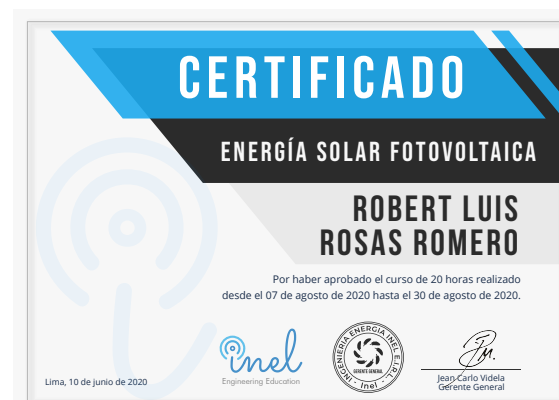 CERTIFICADO
ENERGÍA SOLAR FOTOVOLTAICA
ROBERT LUIS
ROSAS ROMERO
Por haber aprobado el curso de 20 horas realizado
desde el 07 de agosto de 2020 hasta el 30 de agosto de 2020.
Lima, 10 de junio de 2020
inel
Engineering Education
INGENIERIA ENERGIA INEL E.I.R.L.
GERENTE GENERAL
Inel
Jean Carlo Videla
Gerente General